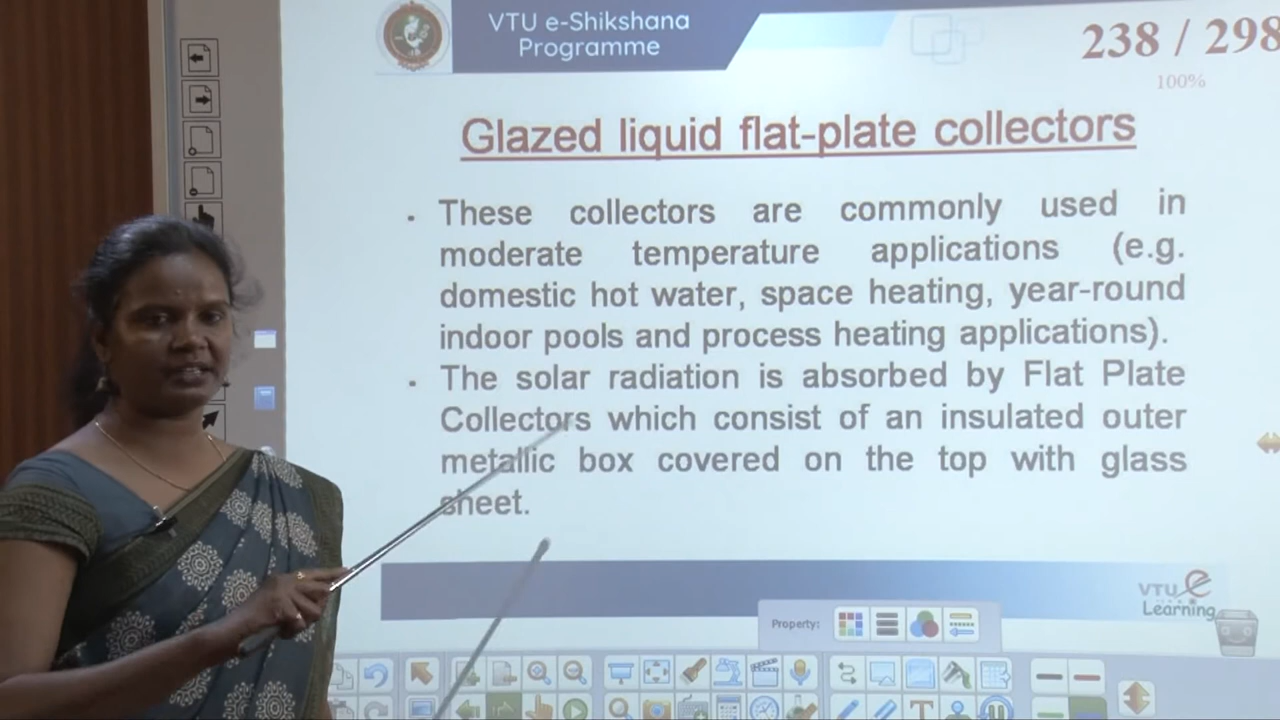 VTU e-Shikshana
Programme
238 / 298
100%
Glazed liquid flat-plate collectors
· These collectors are commonly used in
moderate temperature applications (e.g.
domestic hot water, space heating, year-round
indoor pools and process heating applications).
· The solar radiation is absorbed by Flat Plate
Collectors which consist of an insulated outer
metallic box covered on the top with glass
sheet.
VTU e
Learning
Property: